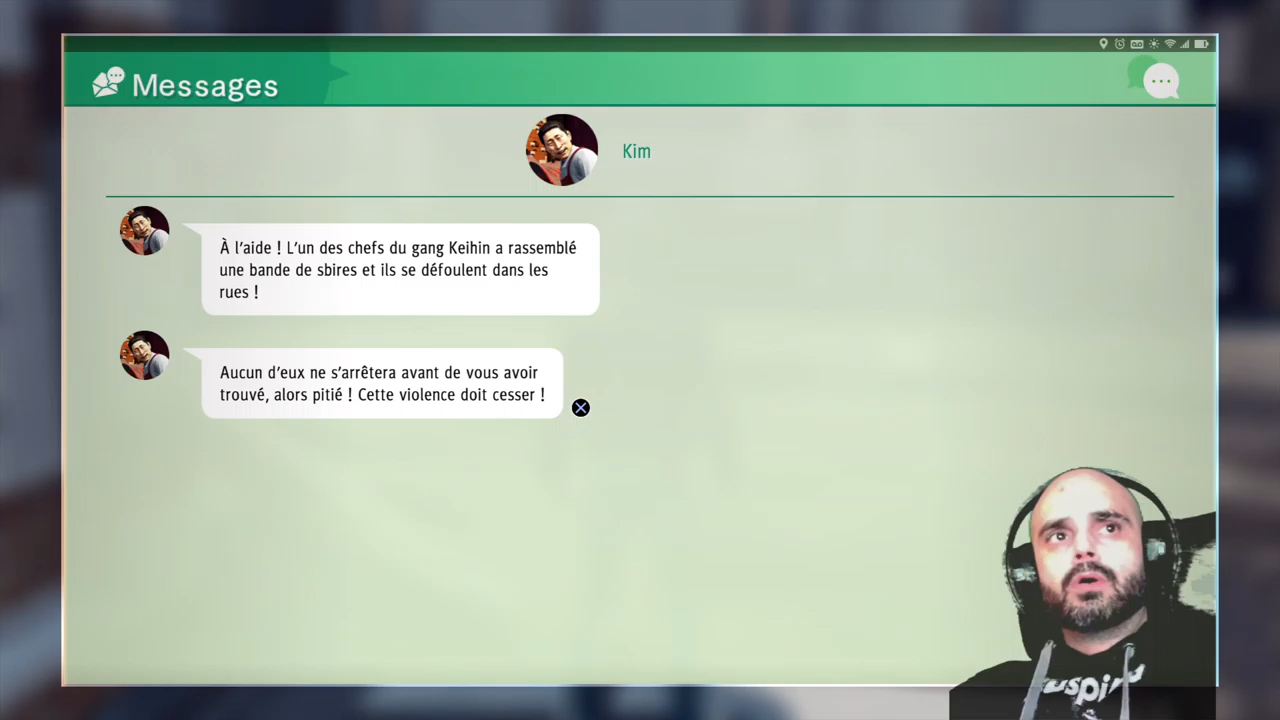 Messages
Kim
À l'aide ! L'un des chefs du gang Keihin a rassemblé
une bande de sbires et ils se défoulent dans les
rues !
Aucun d'eux ne s'arrêtera avant de vous avoir
trouvé, alors pitié ! Cette violence doit cesser !